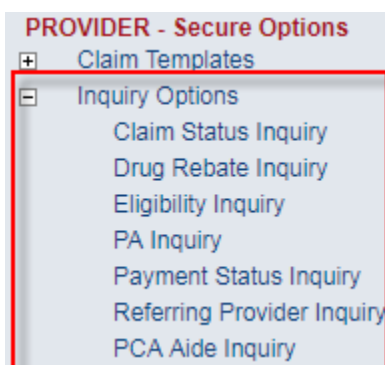 PROVIDER - Secure Options
Claim Templates
Inquiry Options
Claim Status Inquiry
Drug Rebate Inquiry
Eligibility Inquiry
PA Inquiry
Payment Status Inquiry
Referring Provider Inquiry
PCA Aide Inquiry